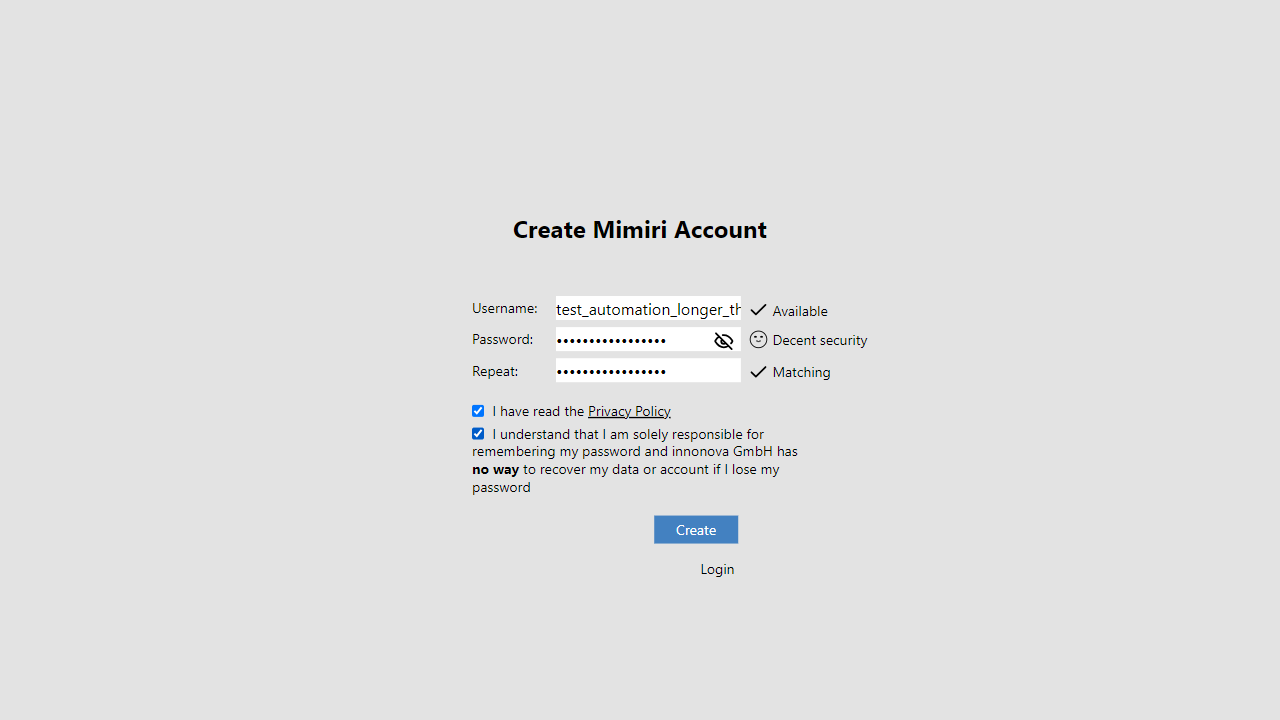 Create Mimiri Account
Username: test_automation_longer_th Available
Password: ••••••••••••••••• Decent security
Repeat: ••••••••••••••••• Matching
I have read the Privacy Policy
I understand that I am solely responsible for
remembering my password and innonova GmbH has
no way to recover my data or account if I lose my
password
Create
Login